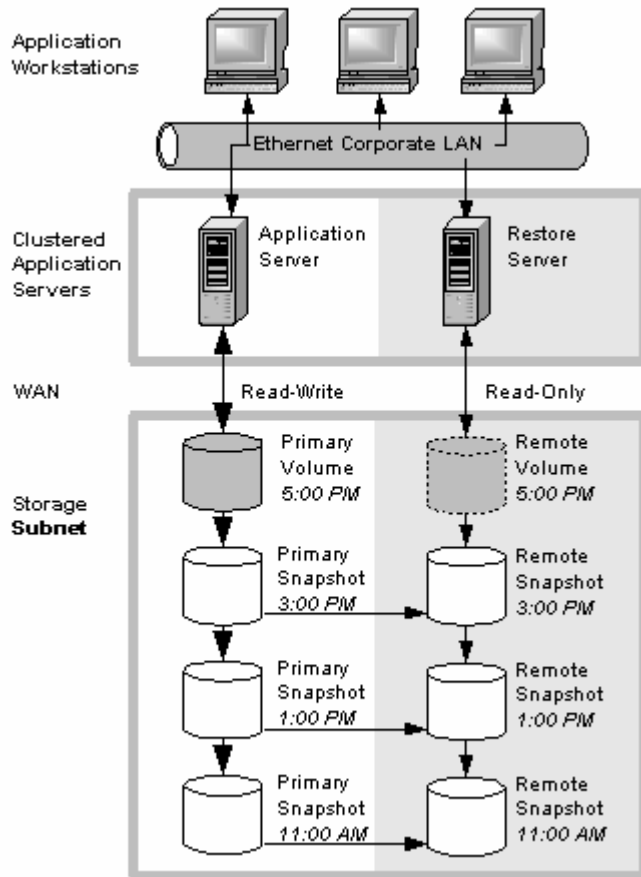 Application
Workstations
Ethernet Corporate LAN
Clustered
Application
Servers
Application
Server
Restore
Server
WAN
Read-Write
Read-Only
Storage
Subnet
Primary
Volume
5:00 PM
Remote
Volume
5:00 PM
Primary
Snapshot
3:00 PM
Remote
Snapshot
3:00 PM
Primary
Snapshot
1:00 PM
Remote
Snapshot
1:00 PM
Primary
Snapshot
11:00 AM
Remote
Snapshot
11:00 AM